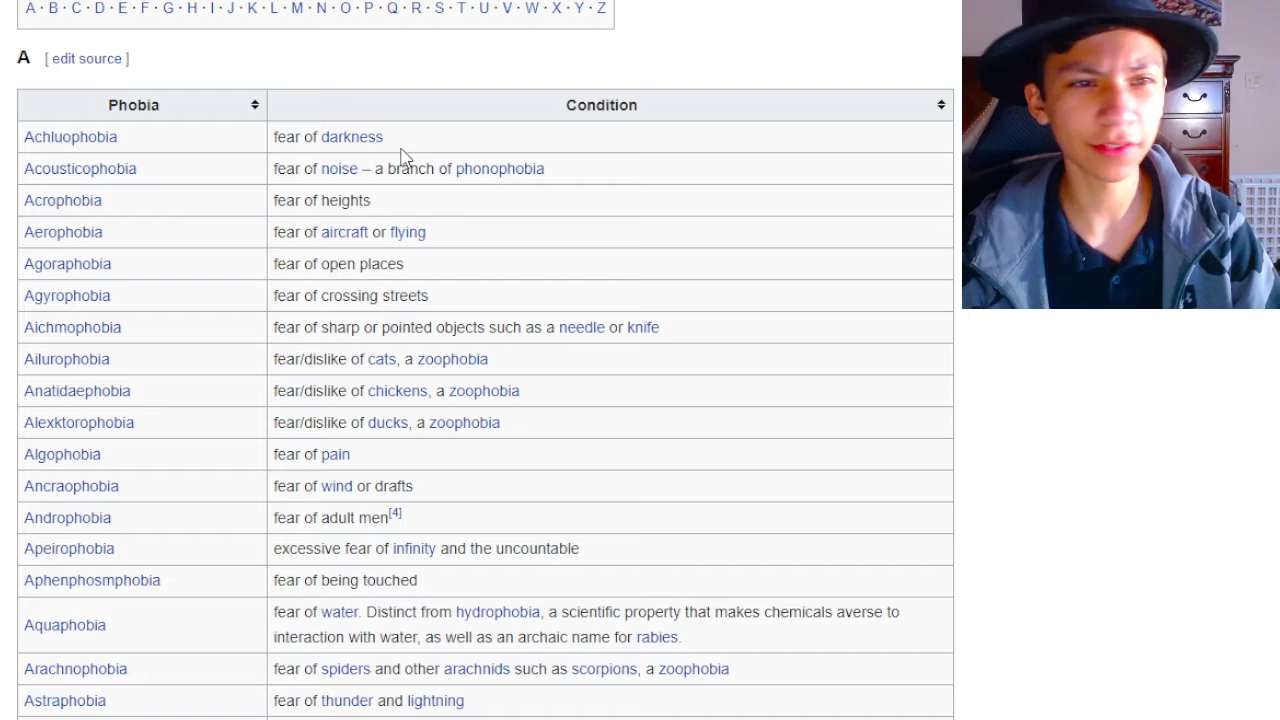 A · B · C · D · E · F · G · H · I · J · K · L · M · N · O · P · Q · R · S · T · U · V · W · X · Y · Z
A [ edit source ]
Phobia Condition
Achluophobia fear of darkness
Acousticophobia fear of noise – a branch of phonophobia
Acrophobia fear of heights
Aerophobia fear of aircraft or flying
Agoraphobia fear of open places
Agyrophobia fear of crossing streets
Aichmophobia fear of sharp or pointed objects such as a needle or knife
Ailurophobia fear/dislike of cats, a zoophobia
Anatidaephobia fear/dislike of chickens, a zoophobia
Alexktorophobia fear/dislike of ducks, a zoophobia
Algophobia fear of pain
Ancraophobia fear of wind or drafts
Androphobia fear of adult men[4]
Apeirophobia excessive fear of infinity and the uncountable
Aphenphosmphobia fear of being touched
Aquaphobia fear of water. Distinct from hydrophobia, a scientific property that makes chemicals averse to
interaction with water, as well as an archaic name for rabies.
Arachnophobia fear of spiders and other arachnids such as scorpions, a zoophobia
Astraphobia fear of thunder and lightning